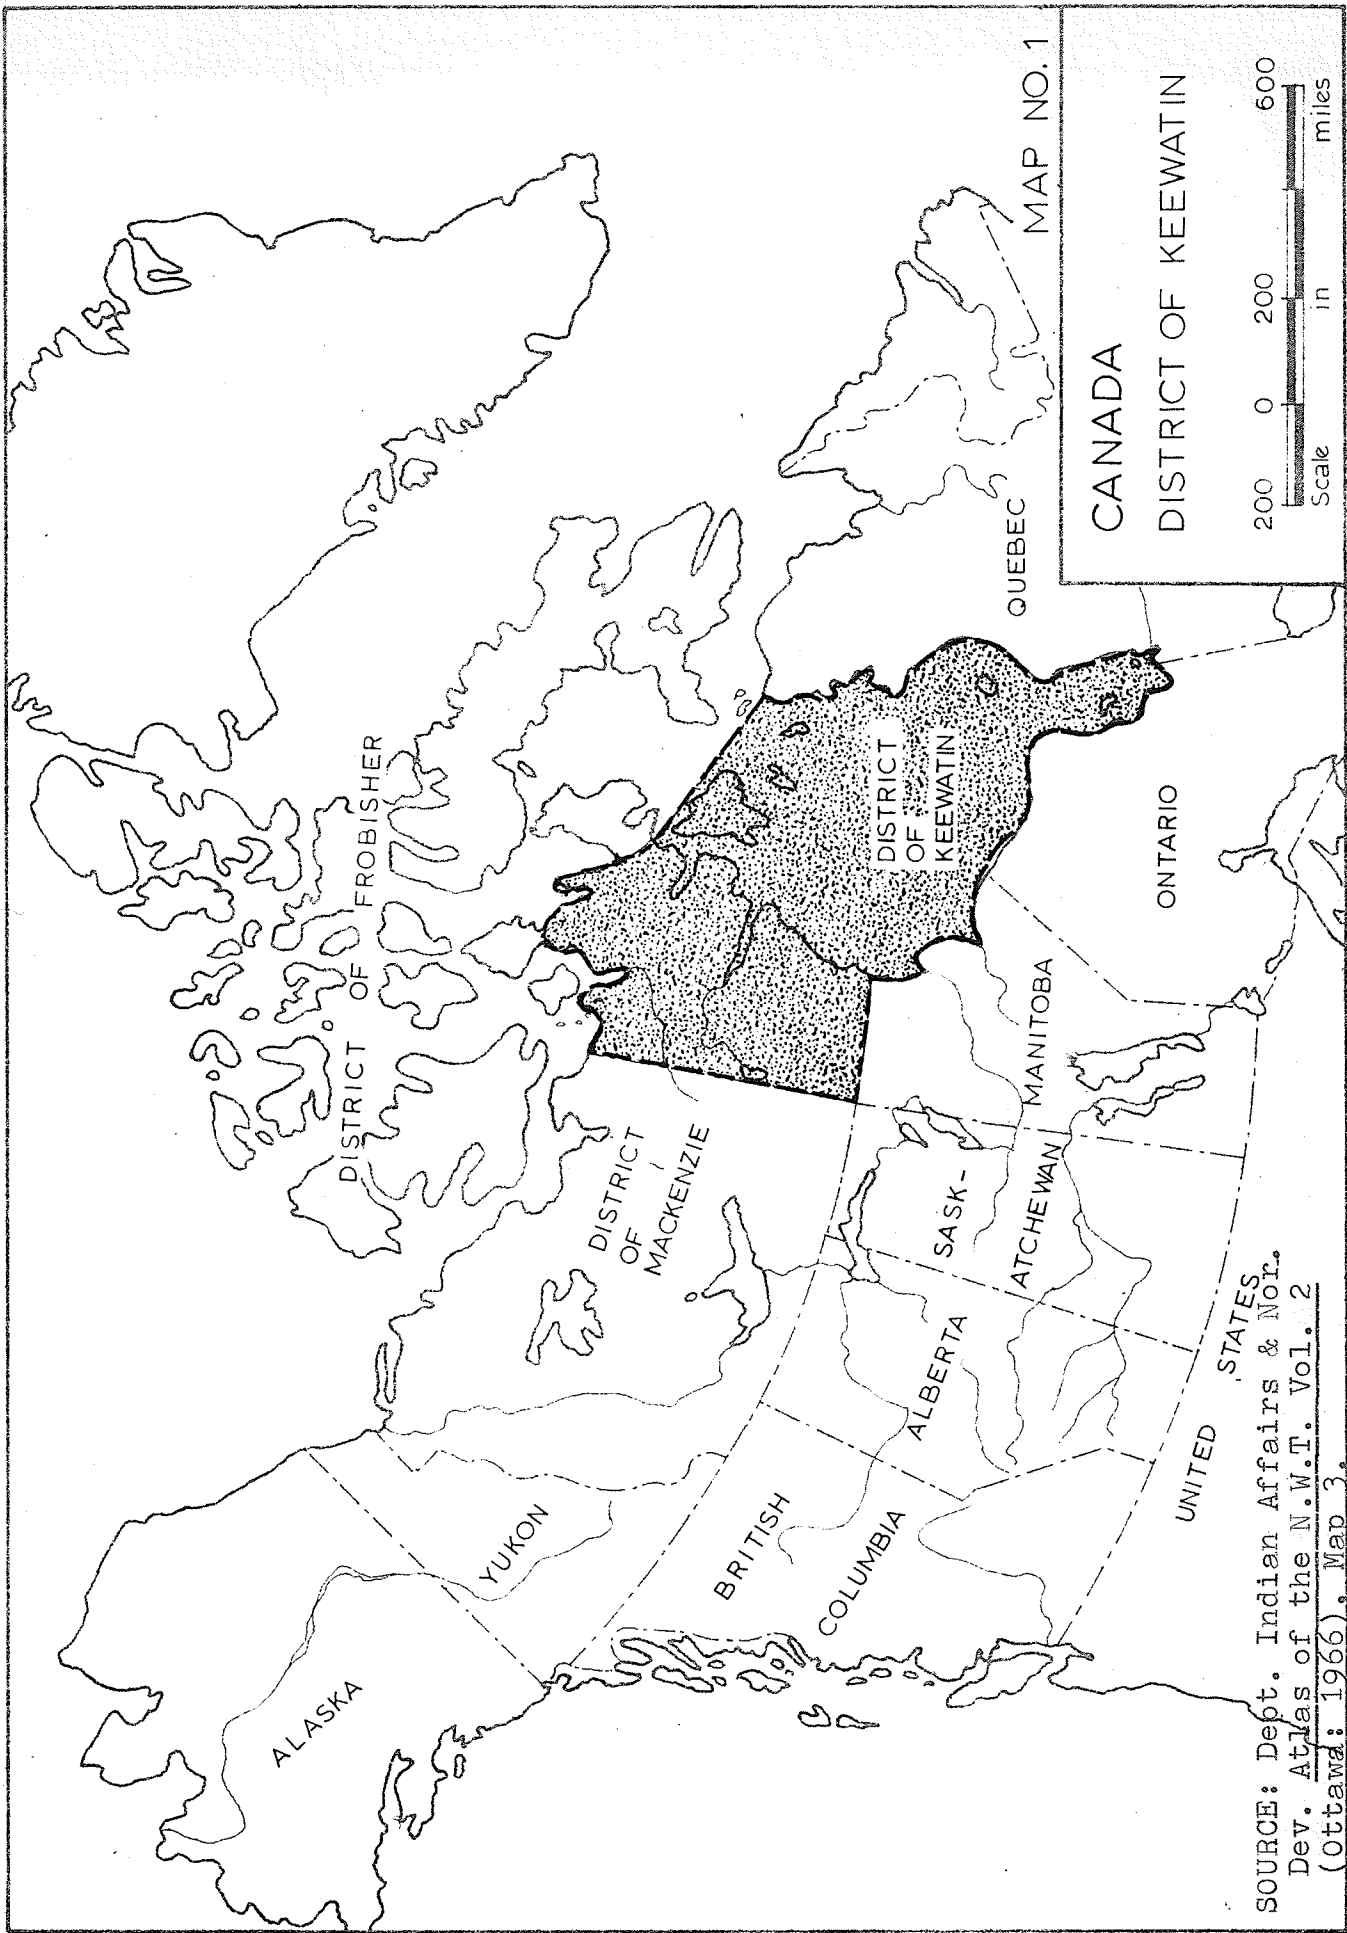 ALASKA
YUKON
BRITISH
COLUMBIA
DISTRICT
OF
MACKENZIE
ALBERTA
SASK-
ATCHEWAN
MANITOBA
DISTRICT OF FROBISHER
DISTRICT
OF
KEEWATIN
ONTARIO
QUEBEC
UNITED STATES
MAP NO. 1
CANADA
DISTRICT OF KEEWATIN
200 0 200 600
Scale in miles
SOURCE: Dept. Indian Affairs & Nor.
Dev. Atlas of the N.W.T. Vol. 2
(Ottawa: 1966), Map 3.